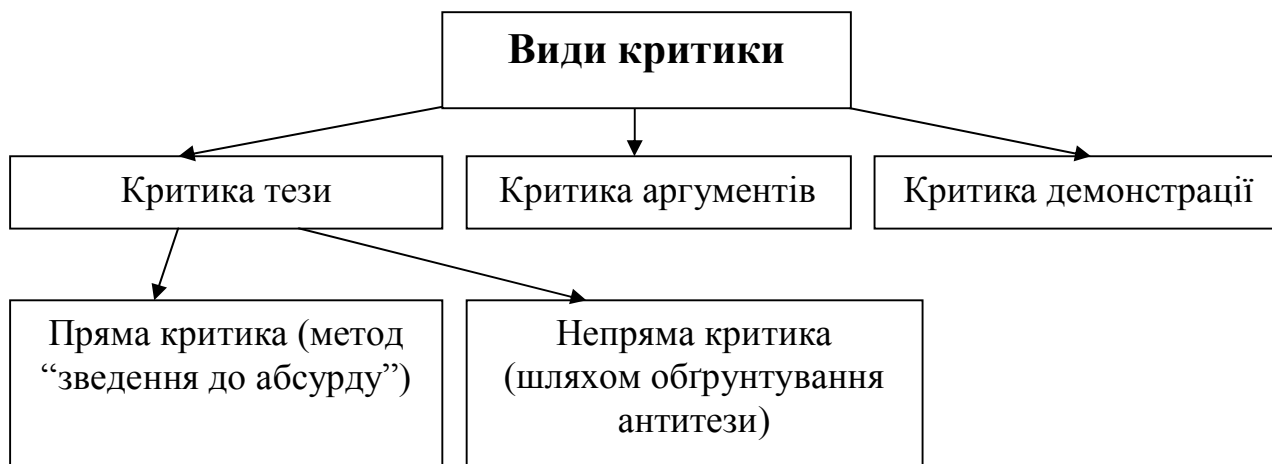 Види критики
Критика тези
Критика аргументів
Критика демонстрації
Пряма критика (метод
“зведення до абсурду”)
Непряма критика
(шляхом обґрунтування
антитези)